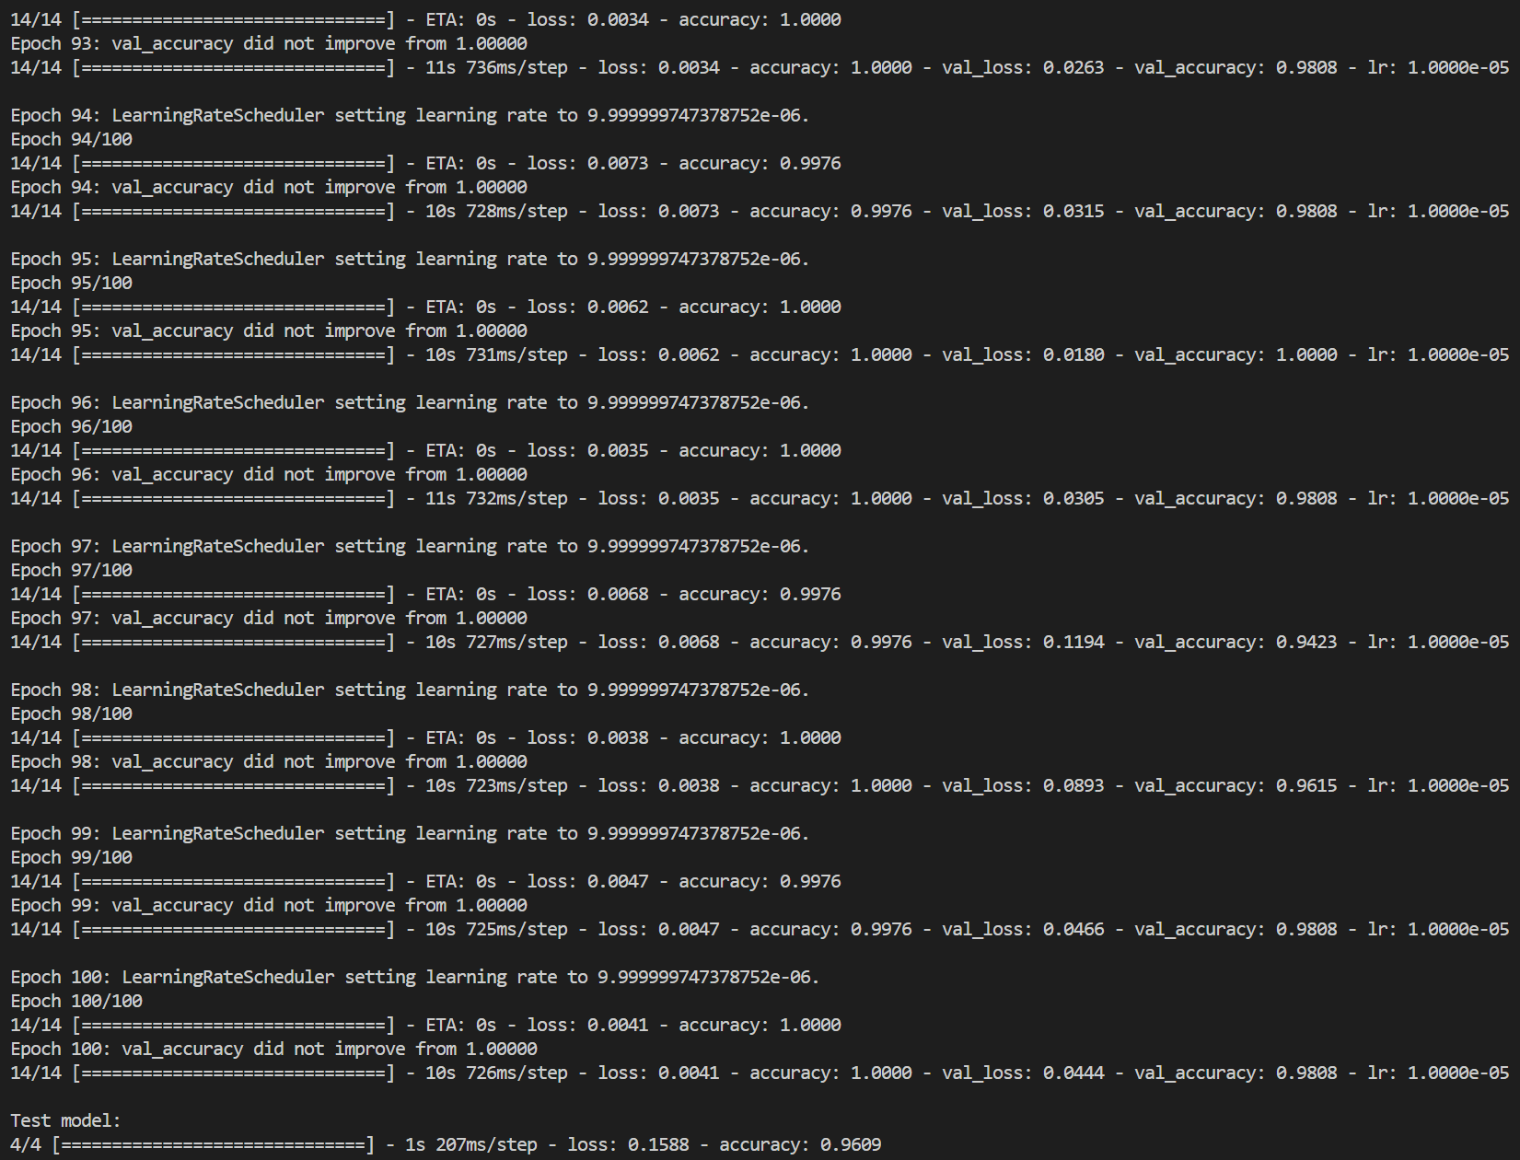 14/14 [==============================] - ETA: 0s - loss: 0.0034 - accuracy: 1.0000
Epoch 93: val_accuracy did not improve from 1.00000
14/14 [==============================] - 11s 736ms/step - loss: 0.0034 - accuracy: 1.0000 - val_loss: 0.0263 - val_accuracy: 0.9808 - lr: 1.0000e-05
Epoch 94: LearningRateScheduler setting learning rate to 9.999999747378752e-06.
Epoch 94/100
14/14 [==============================] - ETA: 0s - loss: 0.0073 - accuracy: 0.9976
Epoch 94: val_accuracy did not improve from 1.00000
14/14 [==============================] - 10s 728ms/step - loss: 0.0073 - accuracy: 0.9976 - val_loss: 0.0315 - val_accuracy: 0.9808 - lr: 1.0000e-05
Epoch 95: LearningRateScheduler setting learning rate to 9.999999747378752e-06.
Epoch 95/100
14/14 [==============================] - ETA: 0s - loss: 0.0062 - accuracy: 1.0000
Epoch 95: val_accuracy did not improve from 1.00000
14/14 [==============================] - 10s 731ms/step - loss: 0.0062 - accuracy: 1.0000 - val_loss: 0.0180 - val_accuracy: 1.0000 - lr: 1.0000e-05
Epoch 96: LearningRateScheduler setting learning rate to 9.999999747378752e-06.
Epoch 96/100
14/14 [==============================] - ETA: 0s - loss: 0.0035 - accuracy: 1.0000
Epoch 96: val_accuracy did not improve from 1.00000
14/14 [==============================] - 11s 732ms/step - loss: 0.0035 - accuracy: 1.0000 - val_loss: 0.0305 - val_accuracy: 0.9808 - lr: 1.0000e-05
Epoch 97: LearningRateScheduler setting learning rate to 9.999999747378752e-06.
Epoch 97/100
14/14 [==============================] - ETA: 0s - loss: 0.0068 - accuracy: 0.9976
Epoch 97: val_accuracy did not improve from 1.00000
14/14 [==============================] - 10s 727ms/step - loss: 0.0068 - accuracy: 0.9976 - val_loss: 0.1194 - val_accuracy: 0.9423 - lr: 1.0000e-05
Epoch 98: LearningRateScheduler setting learning rate to 9.999999747378752e-06.
Epoch 98/100
14/14 [==============================] - ETA: 0s - loss: 0.0038 - accuracy: 1.0000
Epoch 98: val_accuracy did not improve from 1.00000
14/14 [==============================] - 10s 723ms/step - loss: 0.0038 - accuracy: 1.0000 - val_loss: 0.0893 - val_accuracy: 0.9615 - lr: 1.0000e-05
Epoch 99: LearningRateScheduler setting learning rate to 9.999999747378752e-06.
Epoch 99/100
14/14 [==============================] - ETA: 0s - loss: 0.0047 - accuracy: 0.9976
Epoch 99: val_accuracy did not improve from 1.00000
14/14 [==============================] - 10s 725ms/step - loss: 0.0047 - accuracy: 0.9976 - val_loss: 0.0466 - val_accuracy: 0.9808 - lr: 1.0000e-05
Epoch 100: LearningRateScheduler setting learning rate to 9.999999747378752e-06.
Epoch 100/100
14/14 [==============================] - ETA: 0s - loss: 0.0041 - accuracy: 1.0000
Epoch 100: val_accuracy did not improve from 1.00000
14/14 [==============================] - 10s 726ms/step - loss: 0.0041 - accuracy: 1.0000 - val_loss: 0.0444 - val_accuracy: 0.9808 - lr: 1.0000e-05
Test model:
4/4 [==============================] - 1s 207ms/step - loss: 0.1588 - accuracy: 0.9609